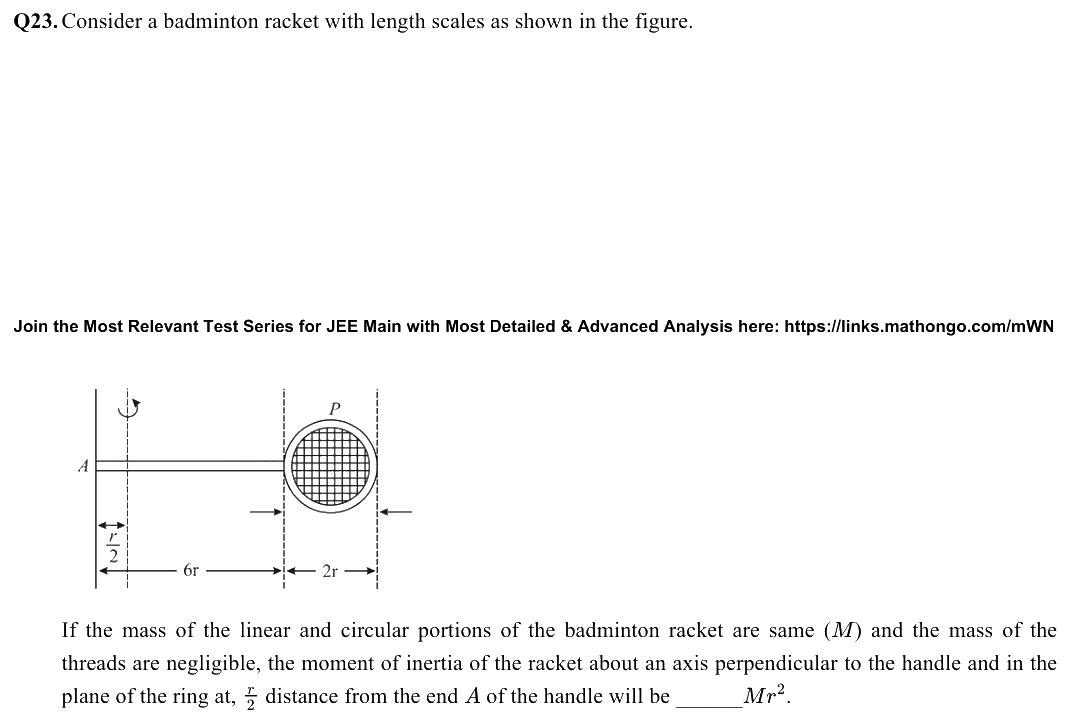 Q23. Consider a badminton racket with length scales as shown in the figure.
Join the Most Relevant Test Series for JEE Main with Most Detailed & Advanced Analysis here: https://links.mathongo.com/mWN
P
A
r/2
6r
2r
If the mass of the linear and circular portions of the badminton racket are same (M) and the mass of the
threads are negligible, the moment of inertia of the racket about an axis perpendicular to the handle and in the
plane of the ring at, r/2 distance from the end A of the handle will be ______Mr².